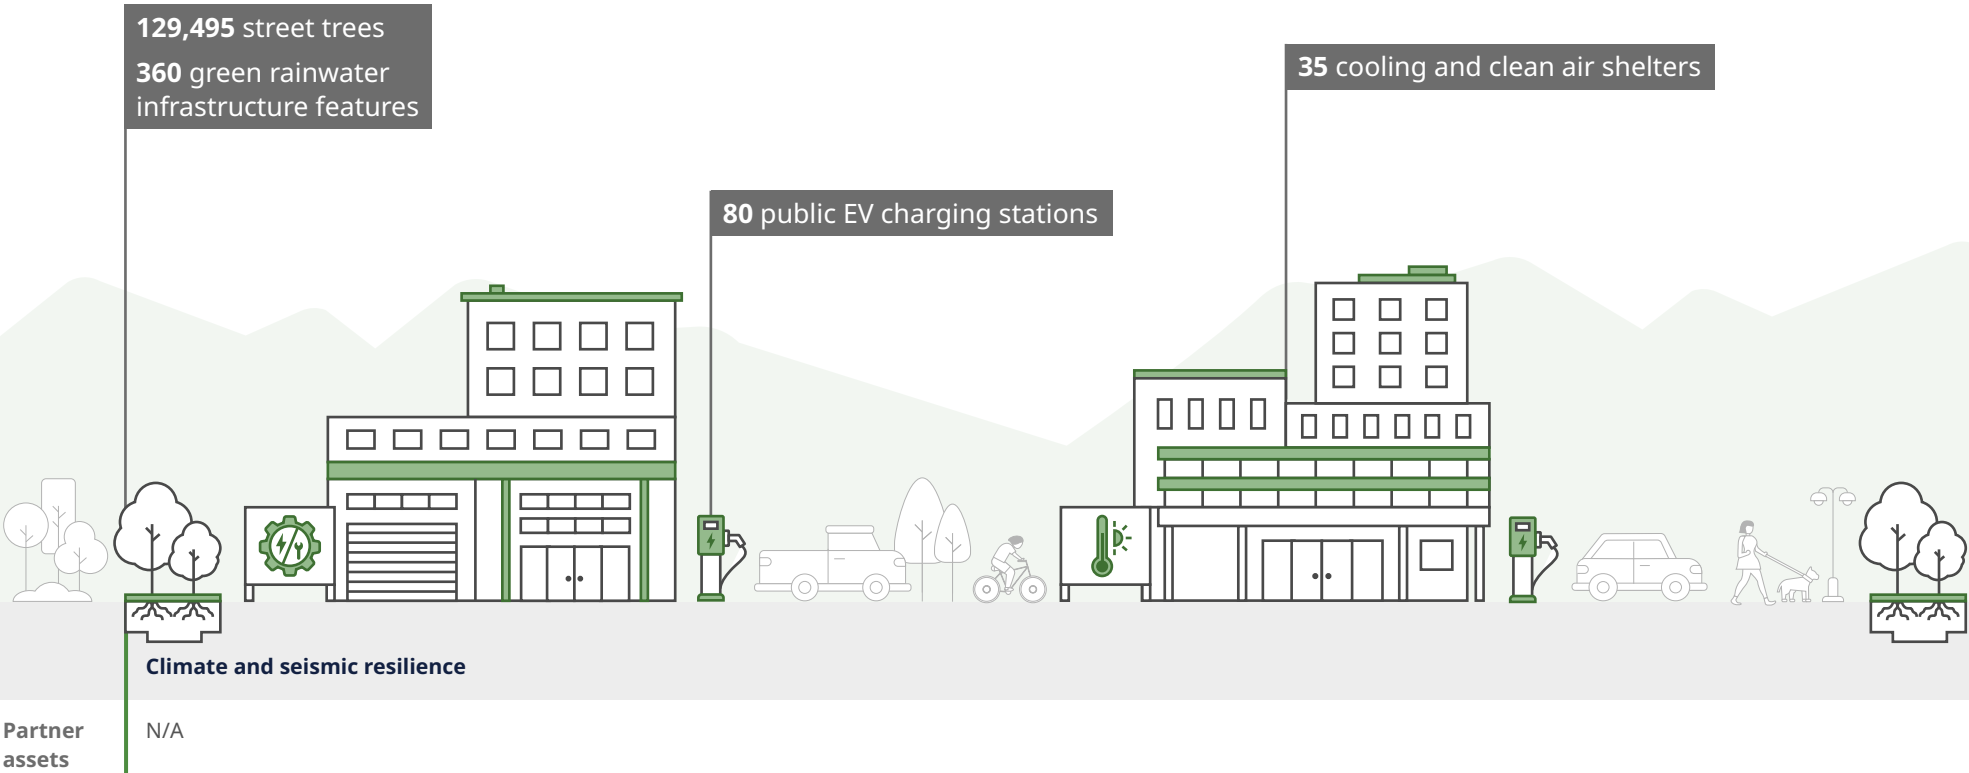 129,495 street trees
360 green rainwater
infrastructure features
35 cooling and clean air shelters
80 public EV charging stations
Climate and seismic resilience
Partner
assets
N/A